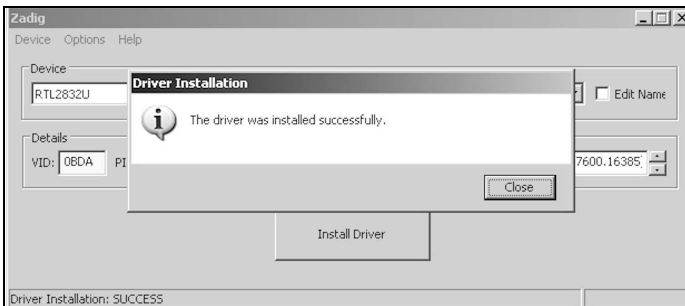 Zadig
Device Options Help
Device
RTL2832U
Edit Name
Driver Installation
The driver was installed successfully.
Close
Details
VID: 0BDA PI
7600.16385
Install Driver
Driver Installation: SUCCESS